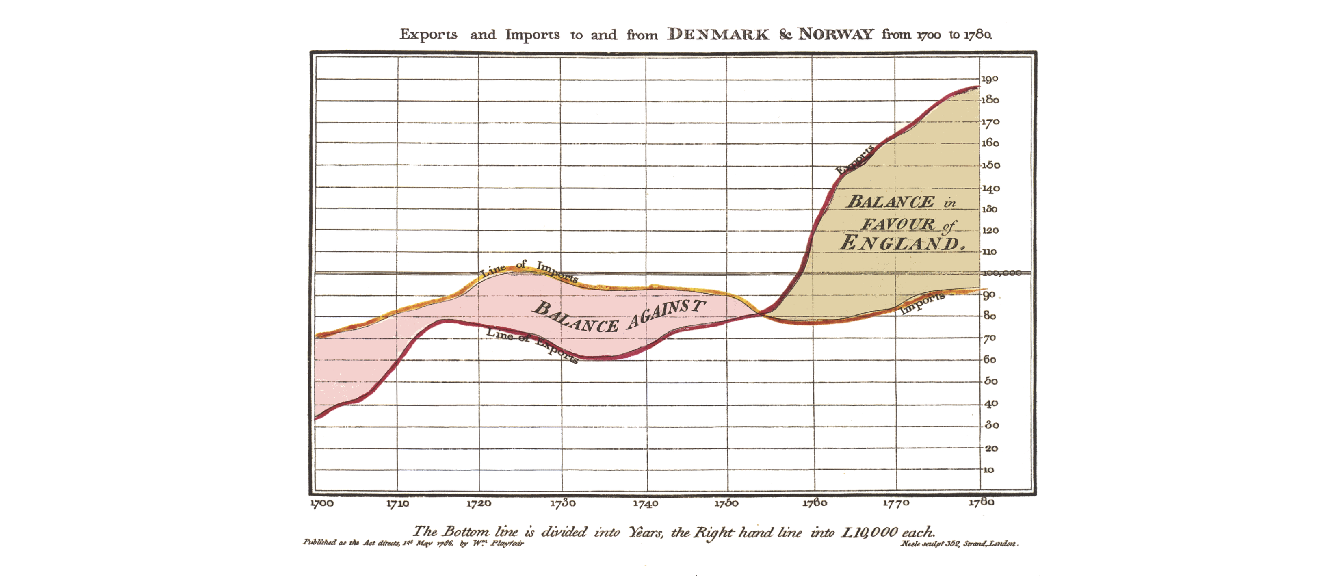 Exports and Imports to and from DENMARK & NORWAY from 1700 to 1780.
190
180
170
160
150
140
130
120
110
100,000
90
80
70
60
50
40
30
20
10
Exports
BALANCE in
FAVOUR of
ENGLAND.
Line of Imports
BALANCE AGAINST
Imports
Line of Exports
1700 1710 1720 1730 1740 1750 1760 1770 1780
The Bottom line is divided into Years, the Right hand line into L10,000 each.
Published as the Act directs, 1st May 1786, by Wm. Playfair
Neele sculpt 352, Strand, London.